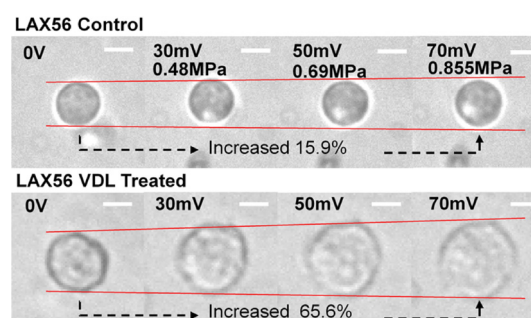 LAX56 Control
0V 30mV 50mV 70mV
0.48MPa 0.69MPa 0.855MPa
Increased 15.9%
LAX56 VDL Treated
0V 30mV 50mV 70mV
Increased 65.6%